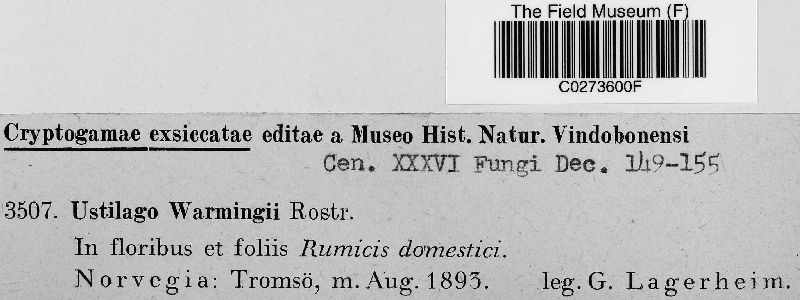 The Field Museum (F)
C0273600F
Cryptogamae exsiccatae editae a Museo Hist. Natur. Vindobonensi
Cen. XXXVI Fungi Dec. 149-155
3507. Ustilago Warmingii Rostr.
In floribus et foliis Rumicis domestici.
Norvegia: Tromsö, m. Aug. 1893. leg. G. Lagerheim.